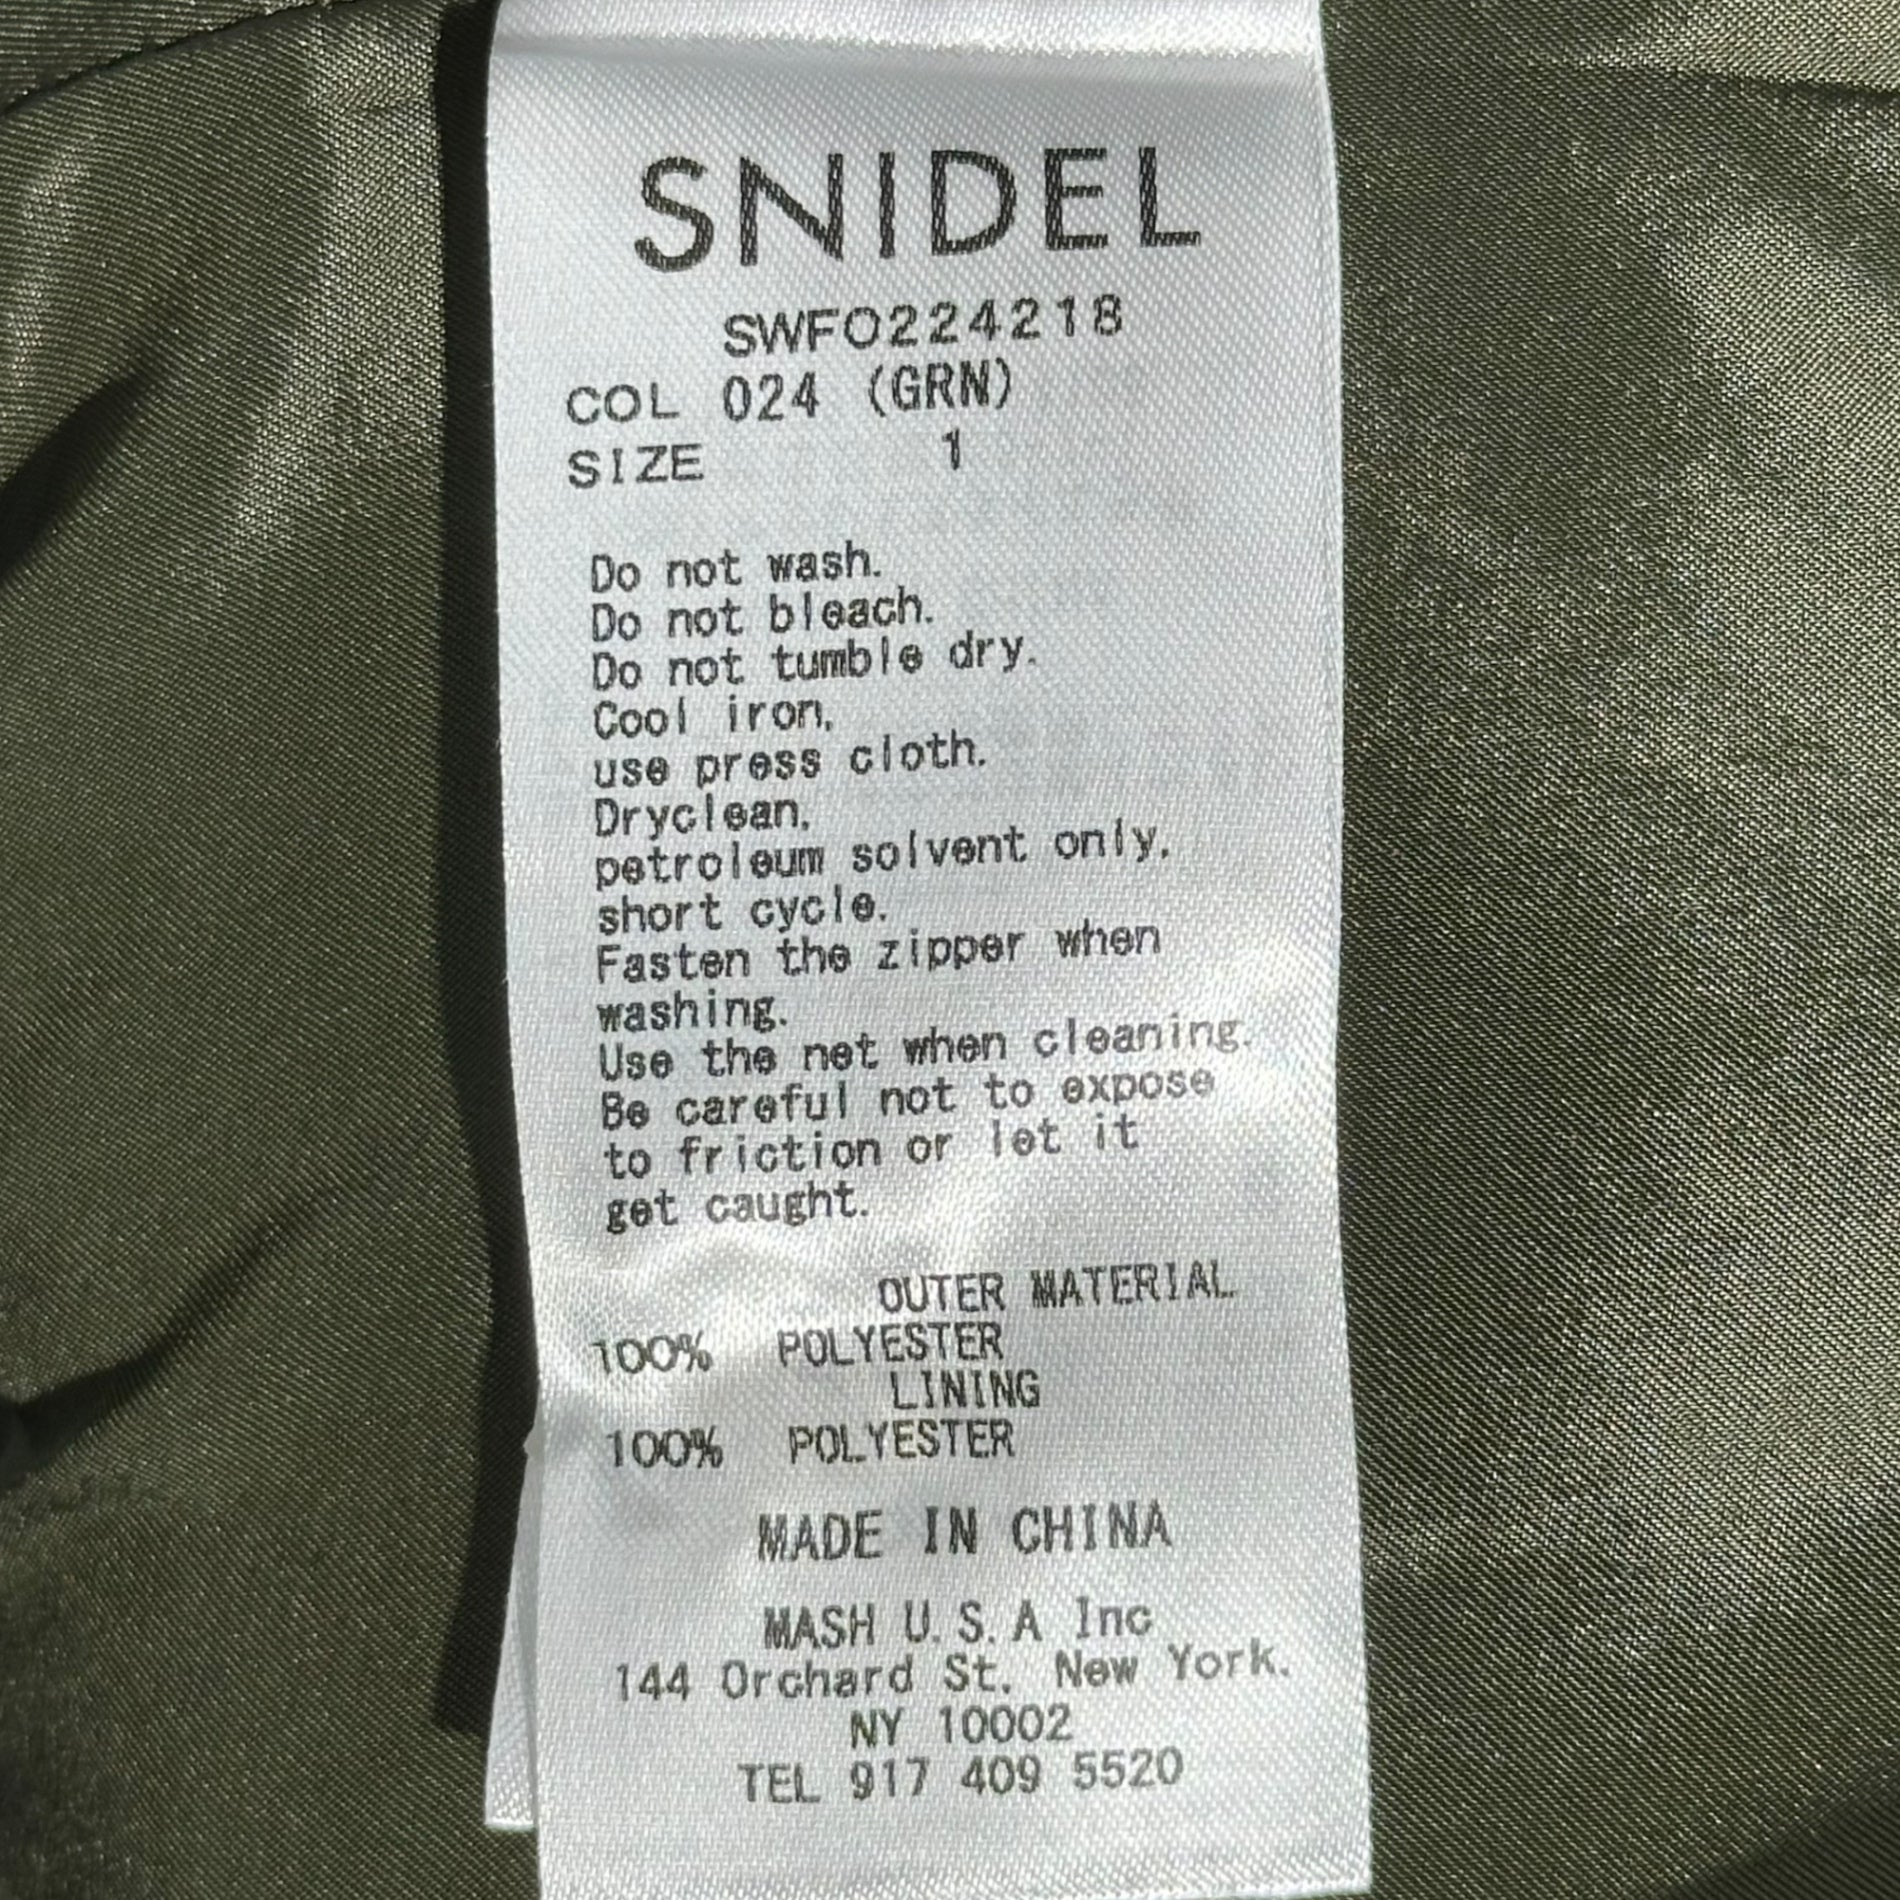 SNIDEL
SWFO224218
COL 024 (GRN)
SIZE 1
Do not wash.
Do not bleach.
Do not tumble dry.
Cool iron,
use press cloth.
Dryclean,
petroleum solvent only,
short cycle.
Fasten the zipper when
washing.
Use the net when cleaning.
Be careful not to expose
to friction or let it
get caught.
OUTER MATERIAL
100% POLYESTER
LINING
100% POLYESTER
MADE IN CHINA
MASH U.S.A Inc
144 Orchard St. New York.
NY 10002
TEL 917 409 5520